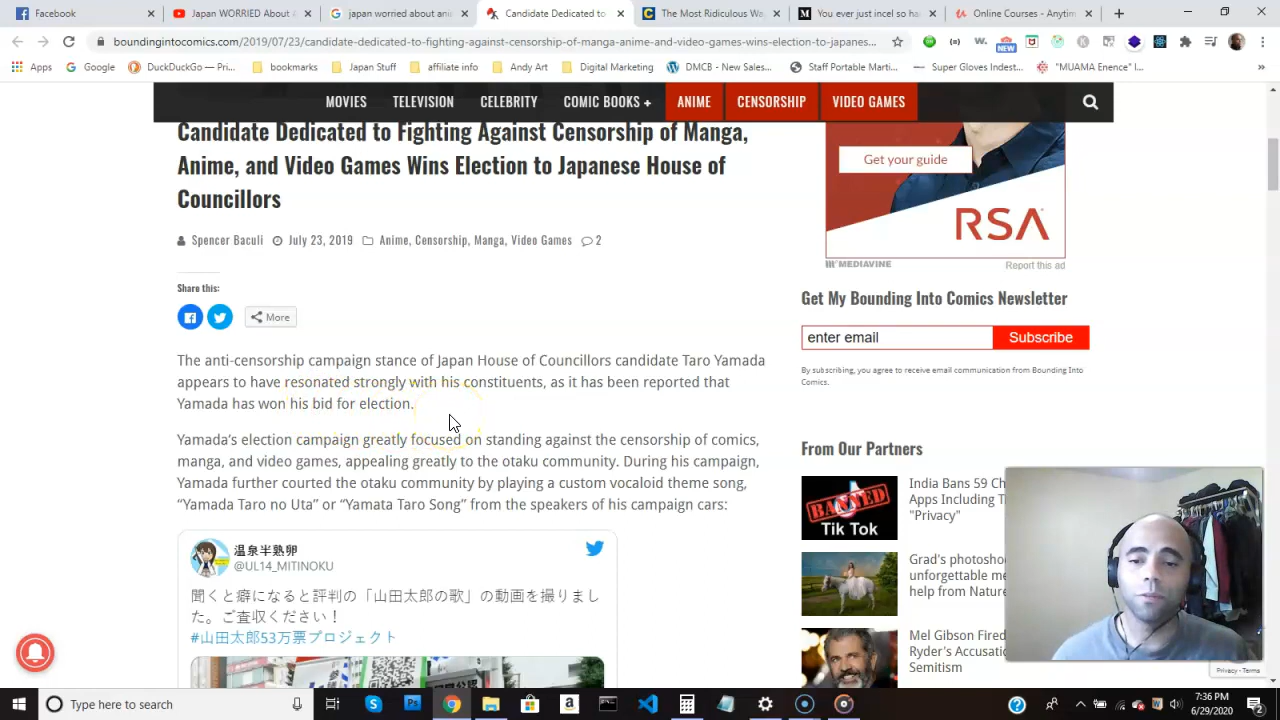 Facebook
Japan WORRIED About a
japan worried about anim
Candidate Dedicated to F
The Most Ridiculous "Wa
Youever just incel so ha
Online Courses - Anytim
boundingintocomics.com/2019/07/23/candidate-dedicated-to-fighting-against-censorship-of-manga-anime-and-video-games-wins-election-to-japanes...
NEW
Apps
Google
DuckDuckGo — Pri...
bookmarks
Japan Stuff
affiliate info
Andy Art
Digital Marketing
DMCB - New Sales...
Staff Portable Marti...
Super Gloves Indest...
"MUAMA Enence" I...
MOVIES
TELEVISION
CELEBRITY
COMIC BOOKS +
ANIME
CENSORSHIP
VIDEO GAMES
Candidate Dedicated to Fighting Against Censorship of Manga,
Anime, and Video Games Wins Election to Japanese House of
Councillors
Spencer Baculi July 23, 2019 Anime, Censorship, Manga, Video Games 2
Share this:
More
The anti-censorship campaign stance of Japan House of Councillors candidate Taro Yamada
appears to have resonated strongly with his constituents, as it has been reported that
Yamada has won his bid for election.
Yamada's election campaign greatly focused on standing against the censorship of comics,
manga, and video games, appealing greatly to the otaku community. During his campaign,
Yamada further courted the otaku community by playing a custom vocaloid theme song,
"Yamada Taro no Uta" or "Yamata Taro Song" from the speakers of his campaign cars:
温泉半熟卵
@UL14_MITINOKU
聞くと癖になると評判の「山田太郎の歌」の動画を撮りまし
た。ご査収ください！
#山田太郎53万票プロジェクト
Get your guide
RSA
MEDIAVINE
Report this ad
Get My Bounding Into Comics Newsletter
enter email
Subscribe
By subscribing, you agree to receive email communication from Bounding Into
Comics.
From Our Partners
BANNED
Tik Tok
India Bans 59 Ch
Apps Including T
"Privacy"
Grad's photoshoo
unforgettable me
help from Nature
Mel Gibson Fired
Ryder's Accusatio
Semitism
Privacy - Terms
Type here to search
7:36 PM
6/29/2020
2